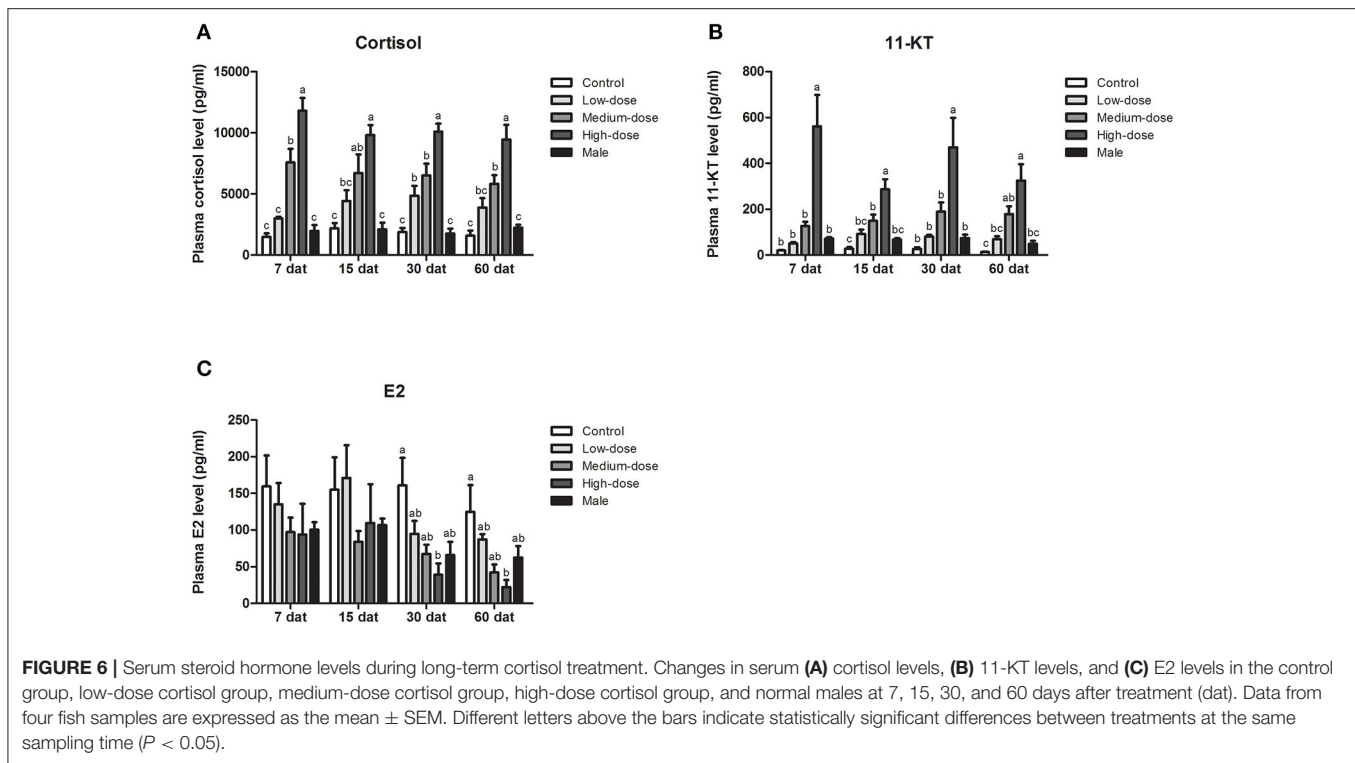 A
Cortisol
Plasma cortisol level (pg/ml)
15000
10000
5000
0
c c b a c
bc ab a c
c
c b b a c
c bc b a c
7 dat 15 dat 30 dat 60 dat
Control
Low-dose
Medium-dose
High-dose
Male
B
11-KT
Plasma 11-KT level (pg/ml)
800
600
400
200
0
b b b a b
c bc b a bc
b b b a b
c bc ab a bc
7 dat 15 dat 30 dat 60 dat
Control
Low-dose
Medium-dose
High-dose
Male
C
E2
Plasma E2 level (pg/ml)
250
200
150
100
50
0
a ab ab b ab
a ab ab b ab
7 dat 15 dat 30 dat 60 dat
Control
Low-dose
Medium-dose
High-dose
Male
FIGURE 6 | Serum steroid hormone levels during long-term cortisol treatment. Changes in serum (A) cortisol levels, (B) 11-KT levels, and (C) E2 levels in the control
group, low-dose cortisol group, medium-dose cortisol group, high-dose cortisol group, and normal males at 7, 15, 30, and 60 days after treatment (dat). Data from
four fish samples are expressed as the mean ± SEM. Different letters above the bars indicate statistically significant differences between treatments at the same
sampling time (P < 0.05).